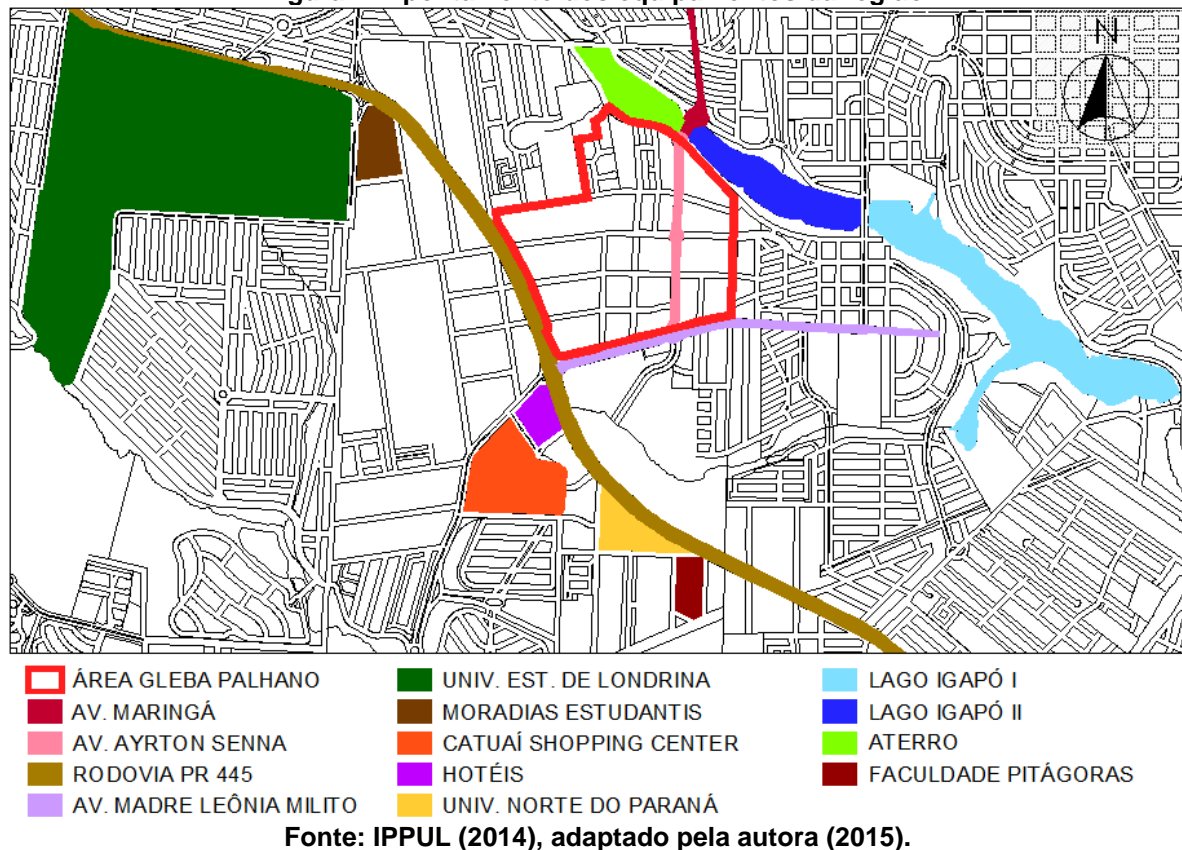 N
ÁREA GLEBA PALHANO
AV. MARINGÁ
AV. AYRTON SENNA
RODOVIA PR 445
AV. MADRE LEÔNIA MILITO
UNIV. EST. DE LONDRINA
MORADIAS ESTUDANTIS
CATUAÍ SHOPPING CENTER
HOTÉIS
UNIV. NORTE DO PARANÁ
LAGO IGAPÓ I
LAGO IGAPÓ II
ATERRO
FACULDADE PITÁGORAS
Fonte: IPPUL (2014), adaptado pela autora (2015).